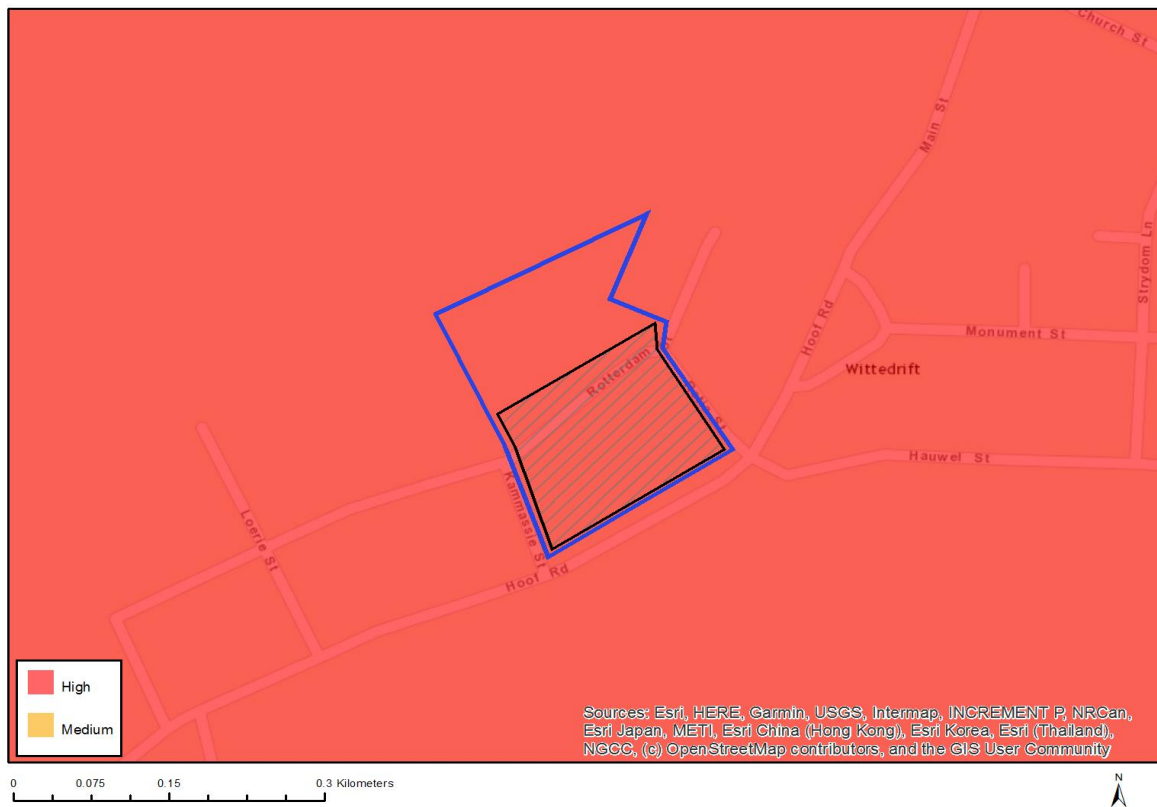 Church St
Main St
Strydom Ln
Hoof Rd
Monument St
Rotterdam St
Wittedrift
Hauwel St
Kammassie St
Loerie St
Hoof Rd
High
Medium
Sources: Esri, HERE, Garmin, USGS, Intermap, INCREMENT P, NRCan,
Esri Japan, METI, Esri China (Hong Kong), Esri Korea, Esri (Thailand),
NGCC, (c) OpenStreetMap contributors, and the GIS User Community
0 0.075 0.15 0.3 Kilometers
N